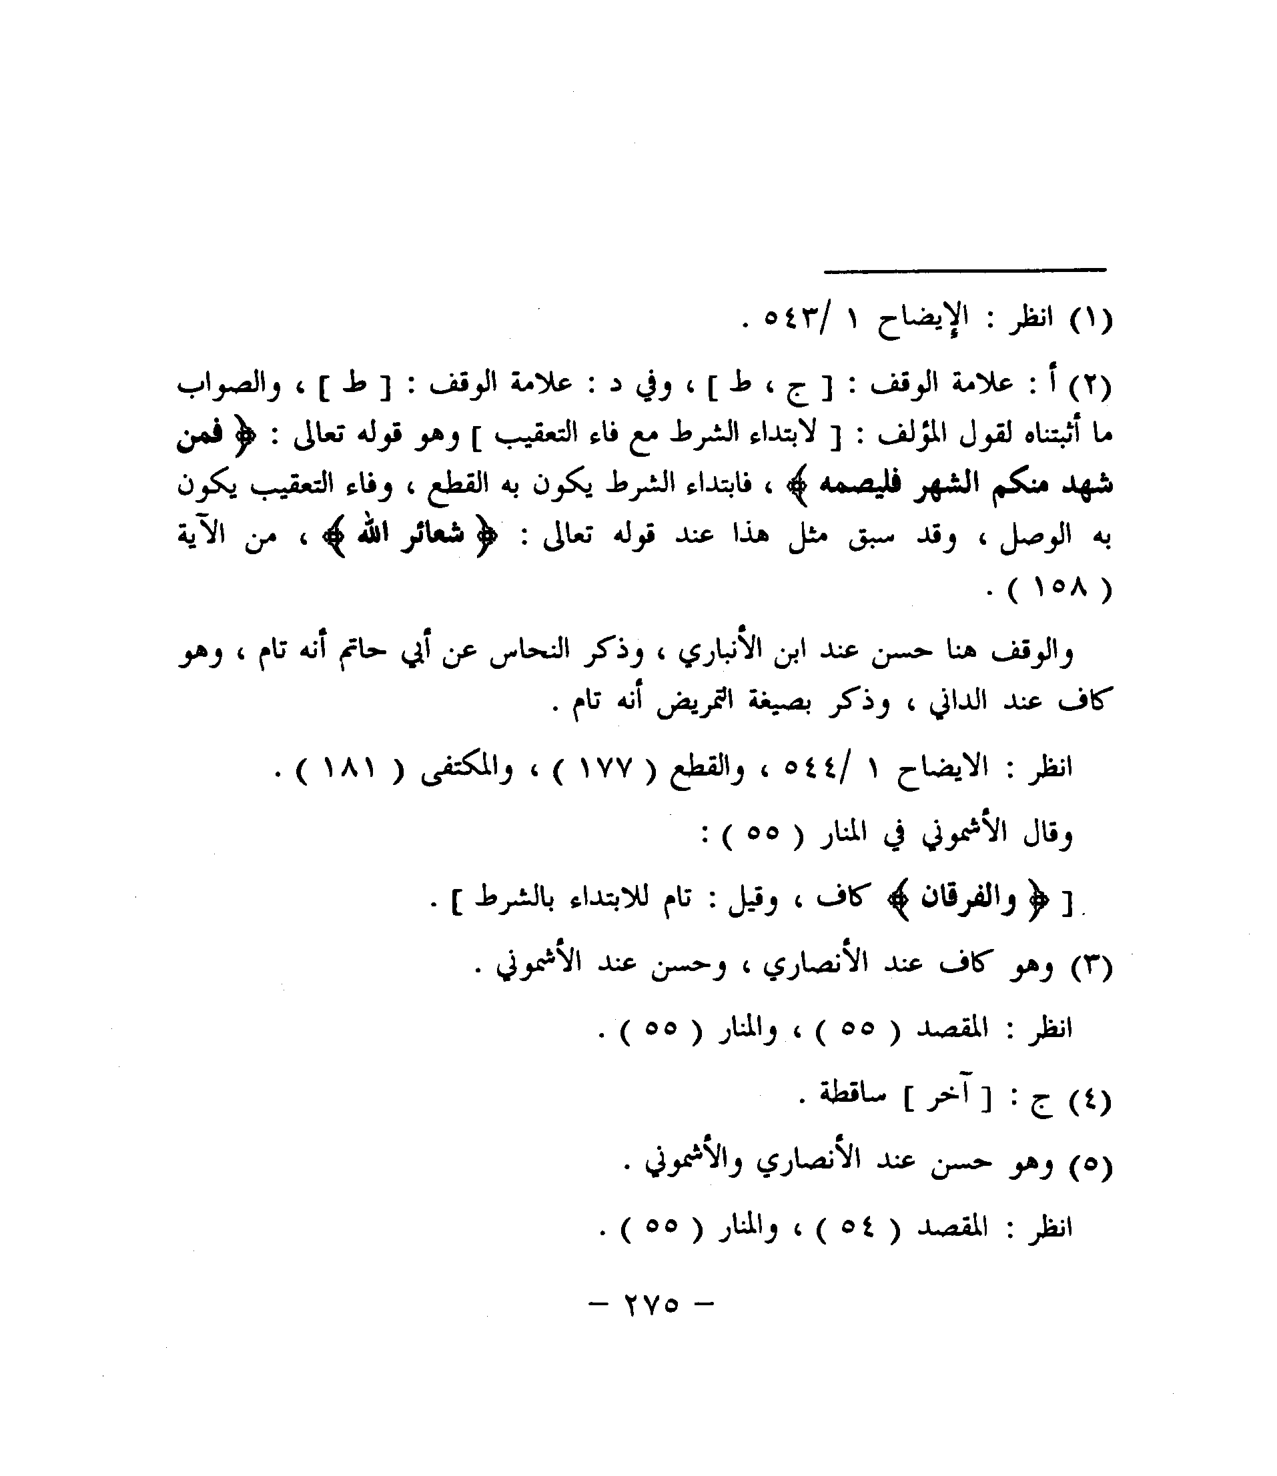 (١) انظر : الإيضاح ١ /٥٤٣ .
(٢) أ : علامة الوقف : [ ج ، ط ] ، وفي د : علامة الوقف : [ ط ] ، والصواب
ما أثبتناه لقول المؤلف : [ لابتداء الشرط مع فاء التعقيب ] وهو قوله تعالى : ﴿ فمن
شهد منكم الشهر فليصمه ﴾ ، فابتداء الشرط يكون به القطع ، وفاء التعقيب يكون
به الوصل ، وقد سبق مثل هذا عند قوله تعالى : ﴿ شعائر الله ﴾ ، من الآية
( ١٥٨ ) .
والوقف هنا حسن عند ابن الأنباري ، وذكر النحاس عن أبي حاتم أنه تام ، وهو
كاف عند الداني ، وذكر بصيغة التمريض أنه تام .
انظر : الايضاح ١ /٥٤٤ ، والقطع ( ١٧٧ ) ، والمكتفى ( ١٨١ ) .
وقال الأشموني في المنار ( ٥٥ ) :
[ ﴿ والفرقان ﴾ كاف ، وقيل : تام للابتداء بالشرط ] .
(٣) وهو كاف عند الأنصاري ، وحسن عند الأشموني .
انظر : المقصد ( ٥٥ ) ، والمنار ( ٥٥ ) .
(٤) ج : [ آخر ] ساقطة .
(٥) وهو حسن عند الأنصاري والأشموني .
انظر : المقصد ( ٥٤ ) ، والمنار ( ٥٥ ) .
– ٢٧٥ –